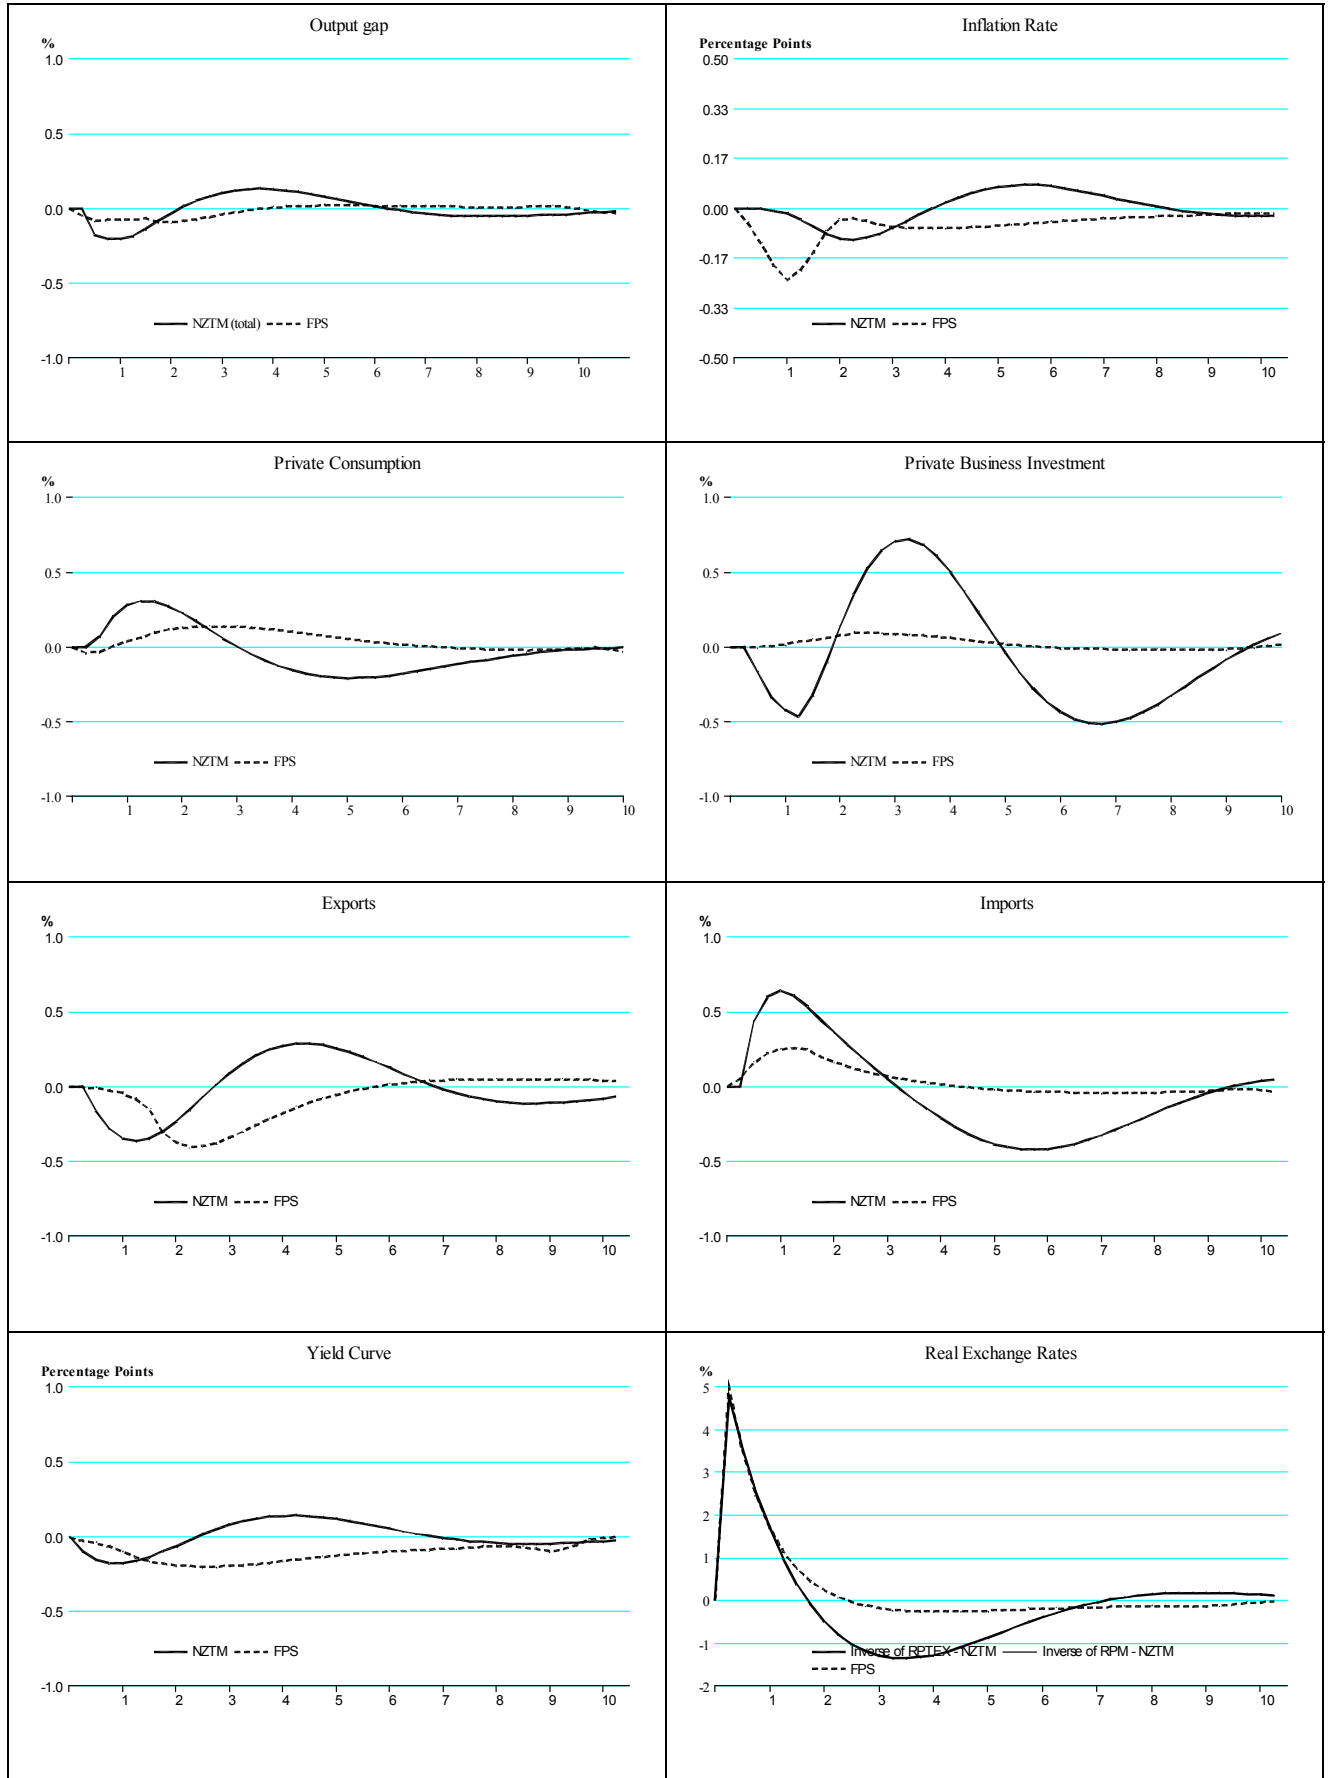 Output gap
%
1.0
0.5
0.0
-0.5
NZTM (total) FPS
-1.0
1 2 3 4 5 6 7 8 9 10
Inflation Rate
Percentage Points
0.50
0.33
0.17
0.00
-0.17
-0.33
NZTM FPS
-0.50
1 2 3 4 5 6 7 8 9 10
Private Consumption
%
1.0
0.5
0.0
-0.5
NZTM FPS
-1.0
1 2 3 4 5 6 7 8 9 10
Private Business Investment
%
1.0
0.5
0.0
-0.5
NZTM FPS
-1.0
1 2 3 4 5 6 7 8 9 10
Exports
%
1.0
0.5
0.0
-0.5
NZTM FPS
-1.0
1 2 3 4 5 6 7 8 9 10
Imports
%
1.0
0.5
0.0
-0.5
NZTM FPS
-1.0
1 2 3 4 5 6 7 8 9 10
Yield Curve
Percentage Points
1.0
0.5
0.0
-0.5
NZTM FPS
-1.0
1 2 3 4 5 6 7 8 9 10
Real Exchange Rates
%
5
4
3
2
1
0
-1
Inverse of RPTEX - NZTM Inverse of RPM - NZTM
FPS
-2
1 2 3 4 5 6 7 8 9 10